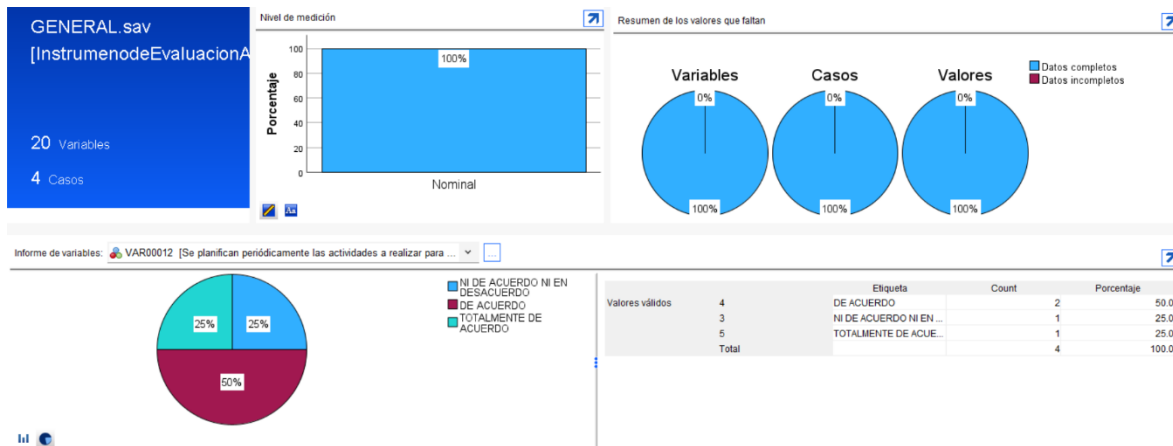 GENERAL.sav
[InstrumenodeEvaluacionA
20 Variables
4 Casos
Nivel de medición
100
80
60
40
20
0
Porcentaje
100%
Nominal
Resumen de los valores que faltan
Variables
Casos
Valores
0%
0%
0%
100%
100%
100%
Datos completos
Datos incompletos
Informe de variables: VAR00012 [Se planifican periódicamente las actividades a realizar para ... ...
25%
25%
50%
NI DE ACUERDO NI EN
DESACUERDO
DE ACUERDO
TOTALMENTE DE
ACUERDO
Etiqueta Count Porcentaje
Valores válidos 4 DE ACUERDO 2 50.0
3 NI DE ACUERDO NI EN ... 1 25.0
5 TOTALMENTE DE ACUE... 1 25.0
Total 4 100.0